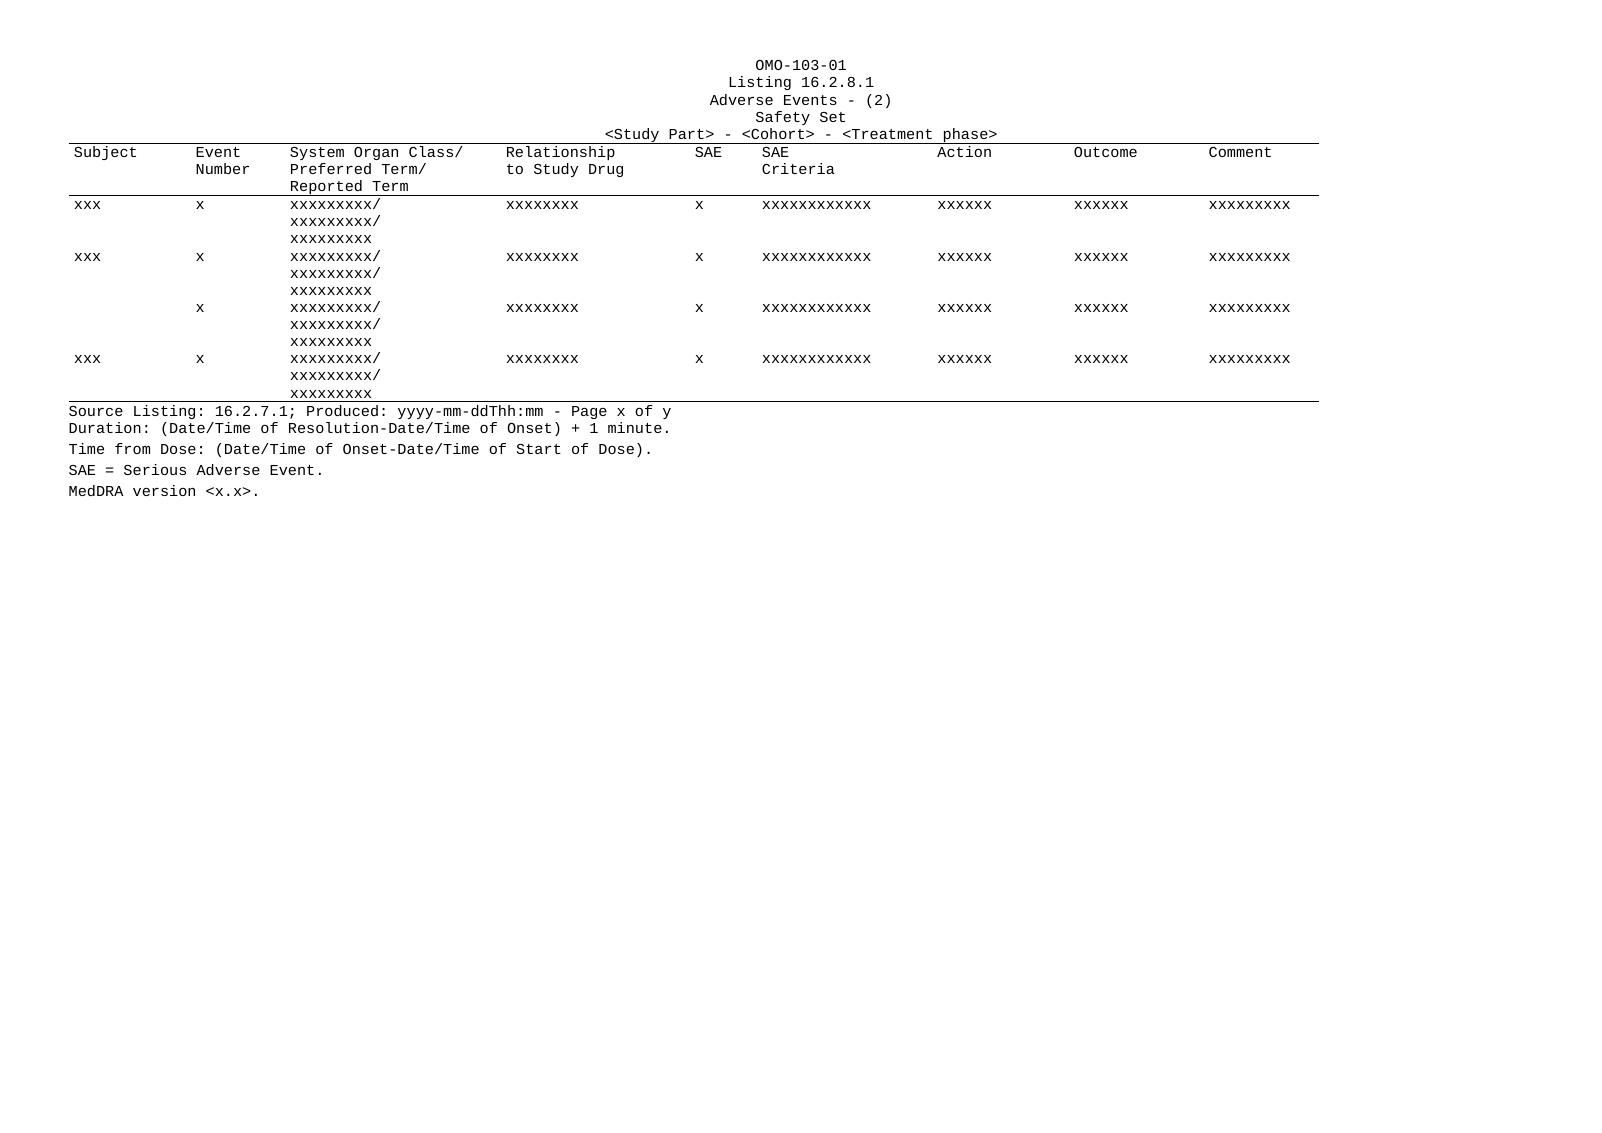 OMO-103-01
Listing 16.2.8.1
Adverse Events - (2)
Safety Set
<Study Part> - <Cohort> - <Treatment phase>
Subject Event System Organ Class/ Relationship SAE SAE Action Outcome Comment
Number Preferred Term/ to Study Drug Criteria
Reported Term
xxx x xxxxxxxxx/ xxxxxxxx x xxxxxxxxxxxx xxxxxx xxxxxx xxxxxxxxx
xxxxxxxxx/
xxxxxxxxx
xxx x xxxxxxxxx/ xxxxxxxx x xxxxxxxxxxxx xxxxxx xxxxxx xxxxxxxxx
xxxxxxxxx/
xxxxxxxxx
x xxxxxxxxx/ xxxxxxxx x xxxxxxxxxxxx xxxxxx xxxxxx xxxxxxxxx
xxxxxxxxx/
xxxxxxxxx
xxx x xxxxxxxxx/ xxxxxxxx x xxxxxxxxxxxx xxxxxx xxxxxx xxxxxxxxx
xxxxxxxxx/
xxxxxxxxx
Source Listing: 16.2.7.1; Produced: yyyy-mm-ddThh:mm - Page x of y
Duration: (Date/Time of Resolution-Date/Time of Onset) + 1 minute.
Time from Dose: (Date/Time of Onset-Date/Time of Start of Dose).
SAE = Serious Adverse Event.
MedDRA version <x.x>.